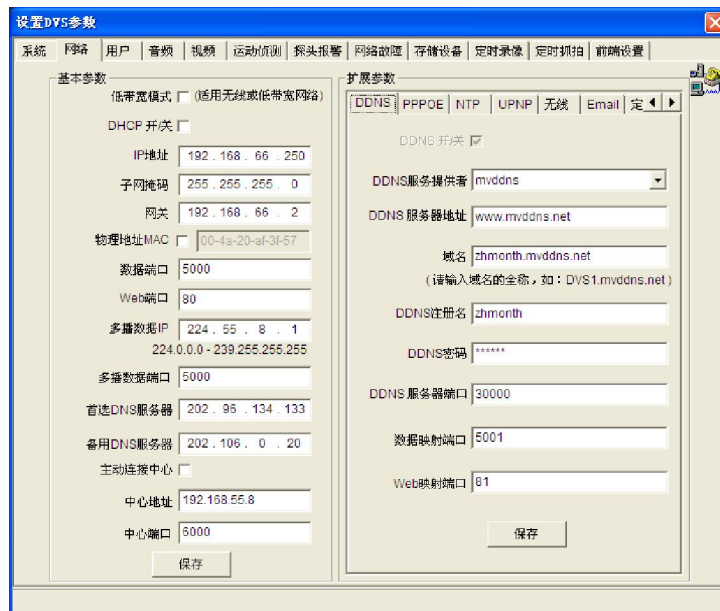 设置DVS参数
系统 网络 用户 音频 视频 运动侦测 探头报警 网络故障 存储设备 定时录像 定时抓拍 前端设置
基本参数
低带宽模式 (适用无线或低带宽网络)
DHCP 开/关
IP地址 192 . 168 . 66 . 250
子网掩码 255 . 255 . 255 . 0
网关 192 . 168 . 66 . 2
物理地址MAC 00-4a-20-af-3f-57
数据端口 5000
Web端口 80
多播数据IP 224 . 55 . 8 . 1
224.0.0.0 - 239.255.255.255
多播数据端口 5000
首选DNS服务器 202 . 96 . 134 . 133
备用DNS服务器 202 . 106 . 0 . 20
主动连接中心
中心地址 192.168.55.8
中心端口 6000
保存
扩展参数
DDNS PPPOE NTP UPNP 无线 Email 定
DDNS 开/关
DDNS服务提供者 mvddns
DDNS 服务器地址 www.mvddns.net
域名 zhmonth.mvddns.net
(请输入域名的全称，如：DVS1.mvddns.net)
DDNS注册名 zhmonth
DDNS密码 ******
DDNS 服务器端口 30000
数据映射端口 5001
Web映射端口 81
保存